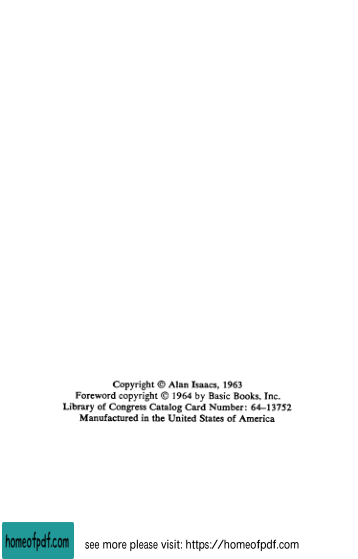 Copyright © Alan Isaacs, 1963
Foreword copyright © 1964 by Basic Books, Inc.
Library of Congress Catalog Card Number: 64–13752
Manufactured in the United States of America
homeofpdf.com
see more please visit: https://homeofpdf.com